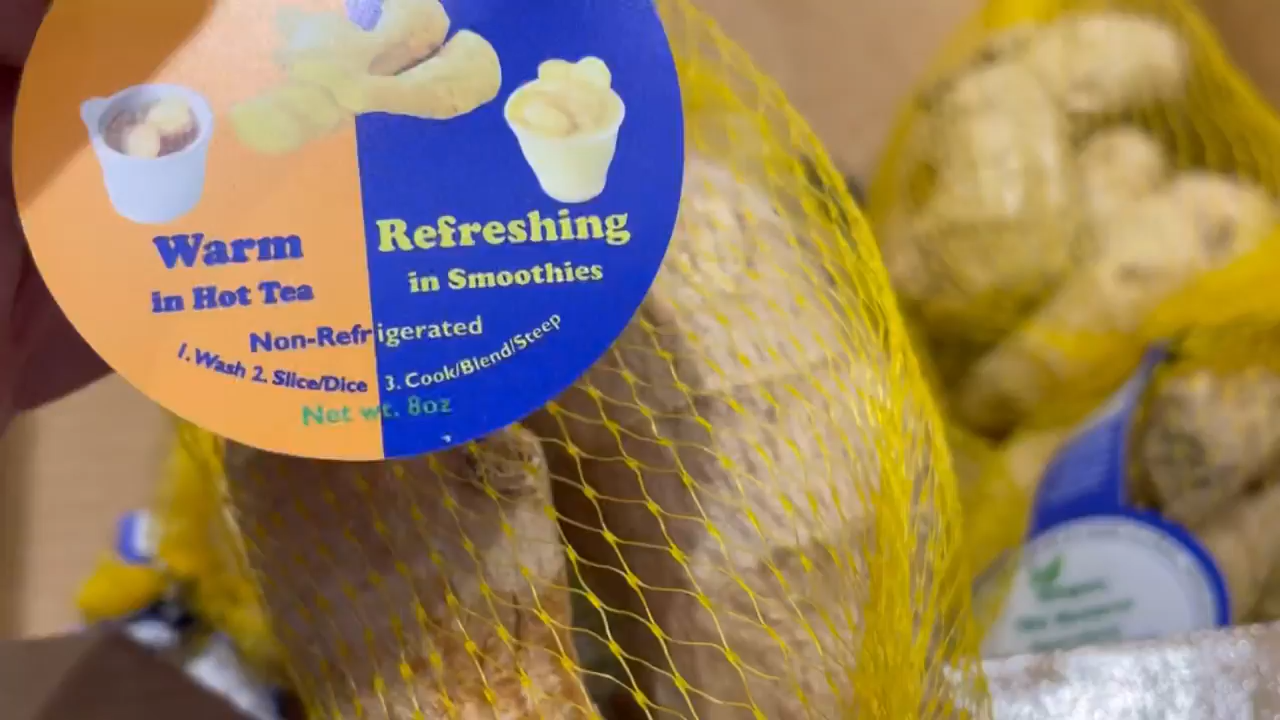 Warm
in Hot Tea
Refreshing
in Smoothies
Non-Refrigerated
1. Wash 2. Slice/Dice 3. Cook/Blend/Steep
Net wt. 8oz